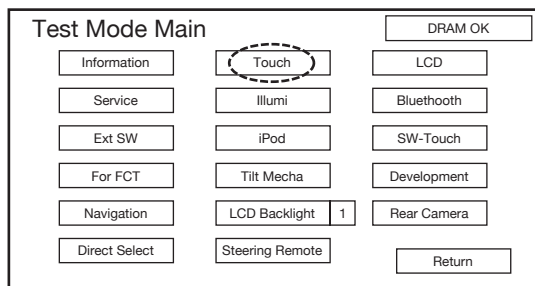 Test Mode Main
DRAM OK
Information
Touch
LCD
Service
Illumi
Bluethooth
Ext SW
iPod
SW-Touch
For FCT
Tilt Mecha
Development
Navigation
LCD Backlight
1
Rear Camera
Direct Select
Steering Remote
Return